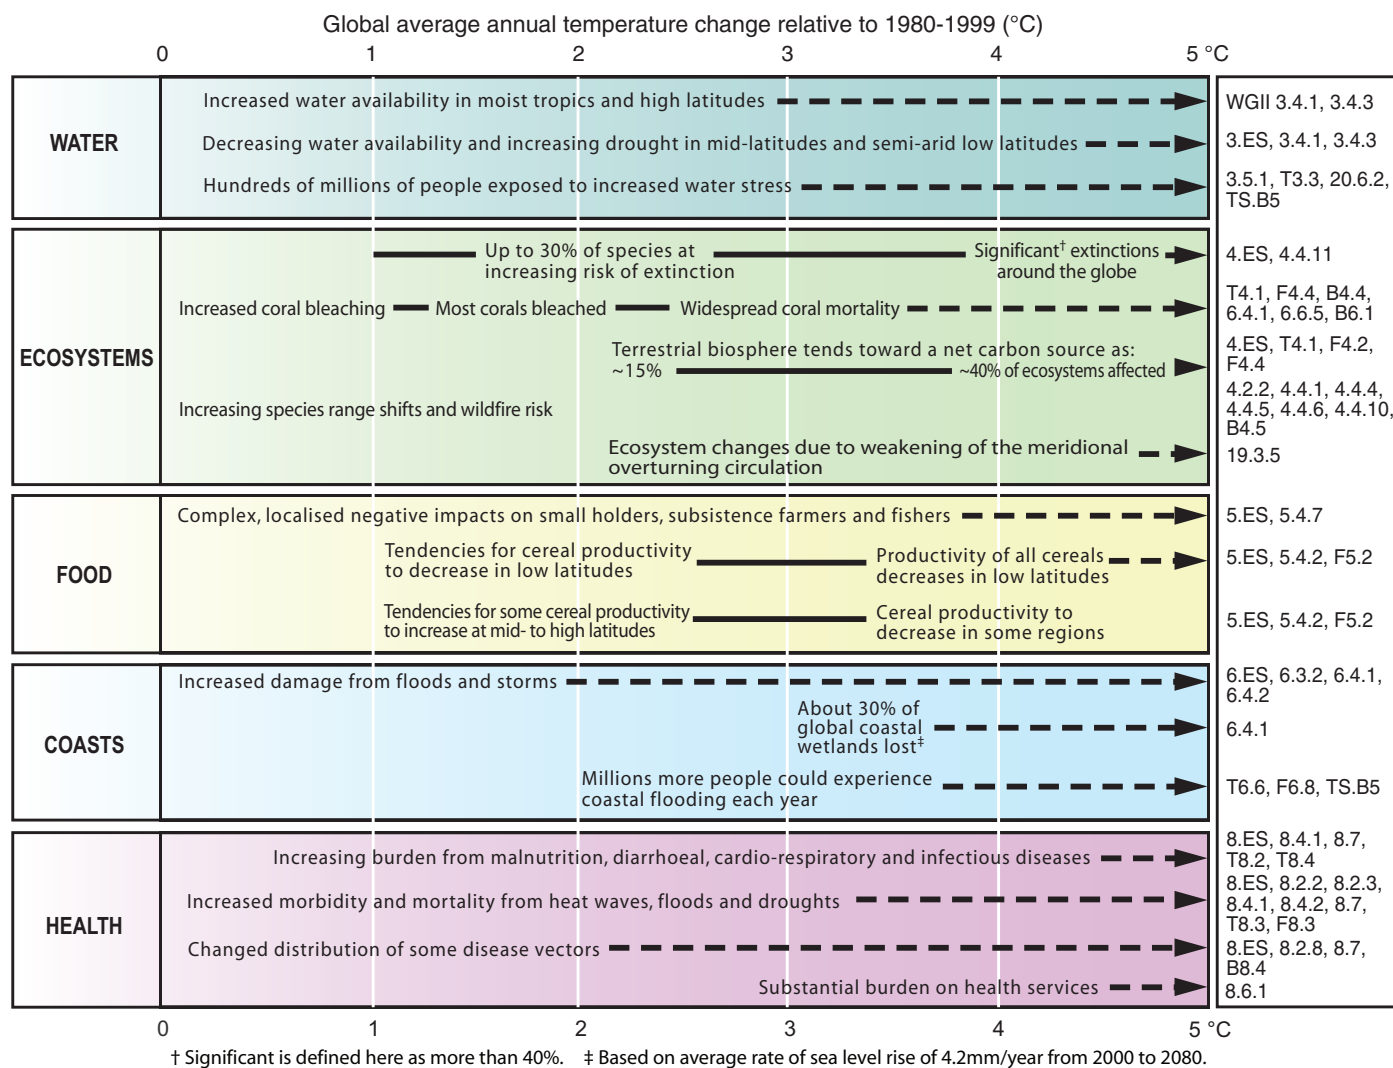 Global average annual temperature change relative to 1980-1999 (°C)
0 1 2 3 4 5 °C
WATER
Increased water availability in moist tropics and high latitudes
WGII 3.4.1, 3.4.3
Decreasing water availability and increasing drought in mid-latitudes and semi-arid low latitudes
3.ES, 3.4.1, 3.4.3
Hundreds of millions of people exposed to increased water stress
3.5.1, T3.3, 20.6.2,
TS.B5
ECOSYSTEMS
Up to 30% of species at
increasing risk of extinction
Significant† extinctions
around the globe
4.ES, 4.4.11
Increased coral bleaching Most corals bleached Widespread coral mortality
T4.1, F4.4, B4.4,
6.4.1, 6.6.5, B6.1
Terrestrial biosphere tends toward a net carbon source as:
~15% ~40% of ecosystems affected
4.ES, T4.1, F4.2,
F4.4
Increasing species range shifts and wildfire risk
4.2.2, 4.4.1, 4.4.4,
4.4.5, 4.4.6, 4.4.10,
B4.5
Ecosystem changes due to weakening of the meridional
overturning circulation
19.3.5
FOOD
Complex, localised negative impacts on small holders, subsistence farmers and fishers
5.ES, 5.4.7
Tendencies for cereal productivity
to decrease in low latitudes
Productivity of all cereals
decreases in low latitudes
5.ES, 5.4.2, F5.2
Tendencies for some cereal productivity
to increase at mid- to high latitudes
Cereal productivity to
decrease in some regions
5.ES, 5.4.2, F5.2
COASTS
Increased damage from floods and storms
6.ES, 6.3.2, 6.4.1,
6.4.2
About 30% of
global coastal
wetlands lost‡
6.4.1
Millions more people could experience
coastal flooding each year
T6.6, F6.8, TS.B5
HEALTH
Increasing burden from malnutrition, diarrhoeal, cardio-respiratory and infectious diseases
8.ES, 8.4.1, 8.7,
T8.2, T8.4
Increased morbidity and mortality from heat waves, floods and droughts
8.ES, 8.2.2, 8.2.3,
8.4.1, 8.4.2, 8.7,
T8.3, F8.3
Changed distribution of some disease vectors
8.ES, 8.2.8, 8.7,
B8.4
Substantial burden on health services
8.6.1
0 1 2 3 4 5 °C
† Significant is defined here as more than 40%. ‡ Based on average rate of sea level rise of 4.2mm/year from 2000 to 2080.